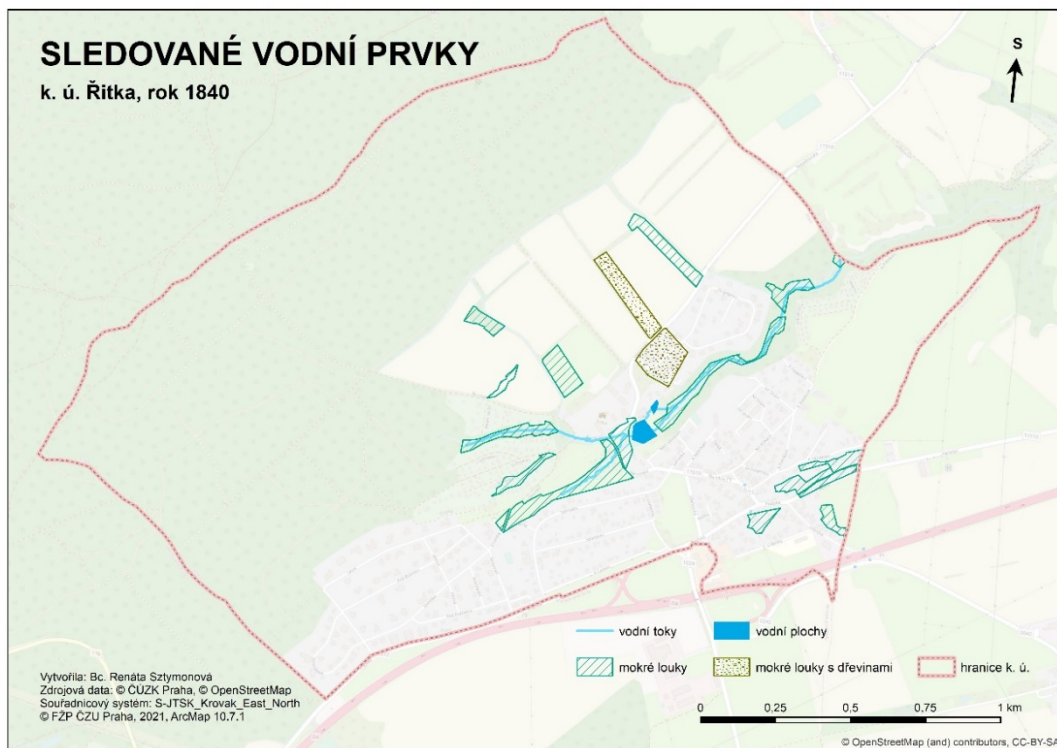 SLEDOVANÉ VODNÍ PRVKY
k. ú. Řitka, rok 1840
S
vodní toky
vodní plochy
mokré louky
mokré louky s dřevinami
hranice k. ú.
Vytvořila: Bc. Renáta Sztymonová
Zdrojová data: © ČÚZK Praha, © OpenStreetMap
Souřadnicový systém: S-JTSK_Krovak_East_North
© FŽP ČZU Praha, 2021, ArcMap 10.7.1
0 0,25 0,5 0,75 1 km
© OpenStreetMap (and) contributors, CC-BY-SA